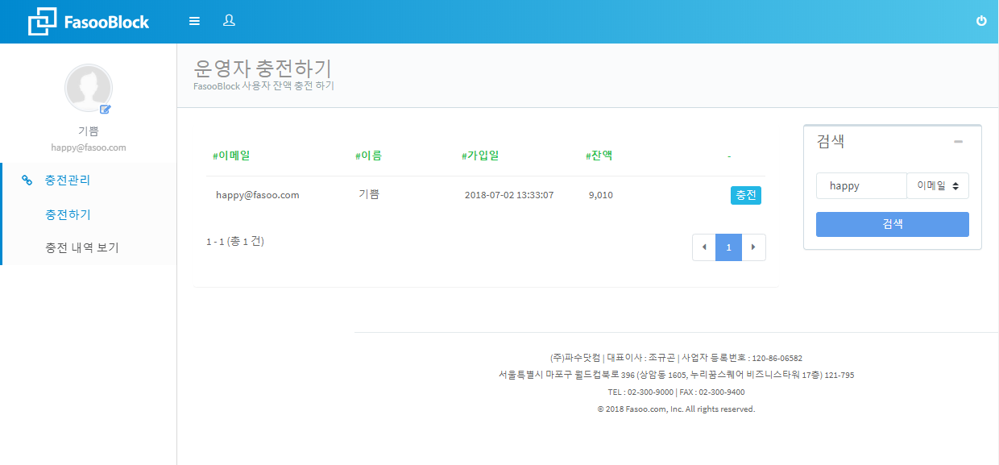 FasooBlock
기쁨
happy@fasoo.com
충전관리
충전하기
충전 내역 보기
운영자 충전하기
FasooBlock 사용자 잔액 충전 하기
#이메일 #이름 #가입일 #잔액 -
happy@fasoo.com 기쁨 2018-07-02 13:33:07 9,010 충전
1 - 1 (총 1 건)
1
검색
happy 이메일
검색
(주)파수닷컴 | 대표이사 : 조규곤 | 사업자 등록번호 : 120-86-06582
서울특별시 마포구 월드컵북로 396 (상암동 1605, 누리꿈스퀘어 비즈니스타워 17층) 121-795
TEL : 02-300-9000 | FAX : 02-300-9400
© 2018 Fasoo.com, Inc. All rights reserved.